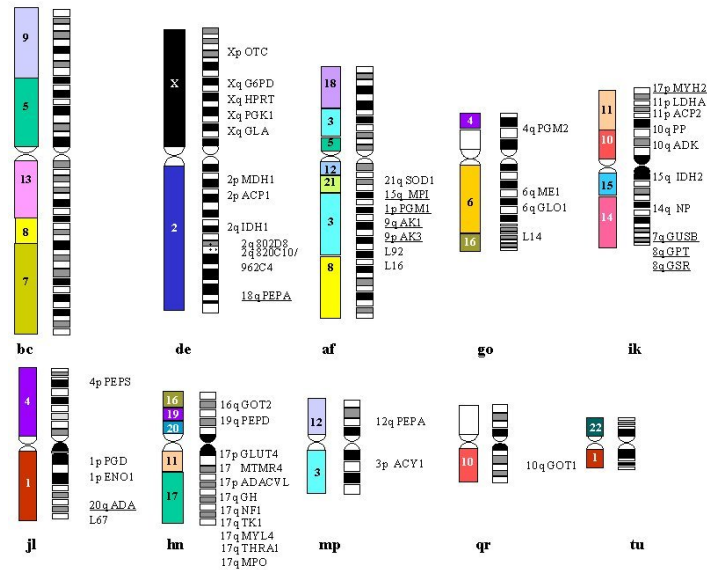 9
5
13
8
7
bc
X
2
Xp OTC
Xq G6PD
Xq HPRT
Xq PGK1
Xq GLA
2p MDH1
2p ACP1
2q IDH1
2q 802D8
2q 820C10/
962C4
18q PEPA
de
18
3
5
12
21
3
8
21q SOD1
15q MPI
1p PGM1
9q AK1
9p AK3
L92
L16
af
4
6
16
4q PGM2
6q ME1
6q GLO1
L14
go
11
10
15
14
17p MYH2
11p LDHA
11p ACP2
10q PP
10q ADK
15q IDH2
14q NP
7q GUSB
8q GPT
8q GSR
ik
4
1
4p PEPS
1p PGD
1p ENO1
20q ADA
L67
jl
16
19
20
11
17
16q GOT2
19q PEPD
17p GLUT4
17 MTMR4
17p ADACVL
17q GH
17q NF1
17q TK1
17q MYL4
17q THRA1
17q MPO
hn
12
3
12q PEPA
3p ACY1
mp
10
10q GOT1
qr
22
1
tu